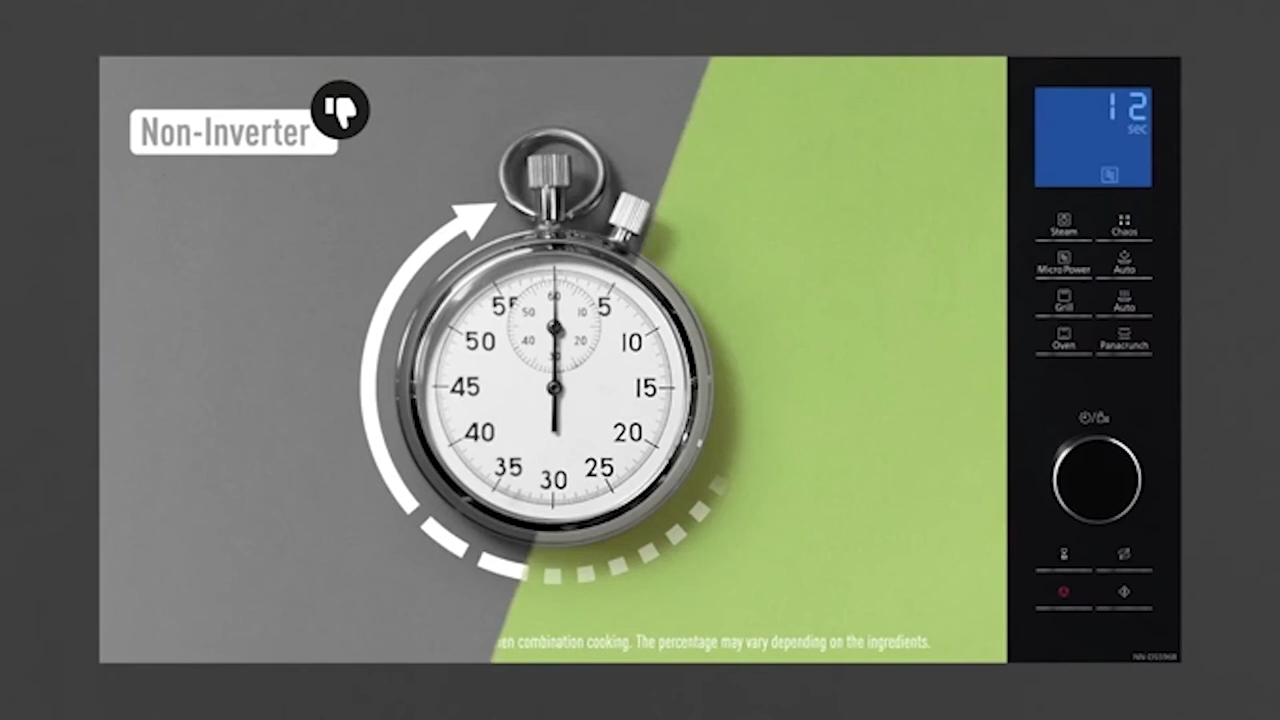 Non-Inverter
60
55
5
50
10
50
10
40
20
30
45
15
40
20
35
25
30
combination cooking. The percentage may vary depending on the ingredients.
12
sec
Steam
Chaos
Micro Power
Auto
Grill
Auto
Oven
Panacrunch